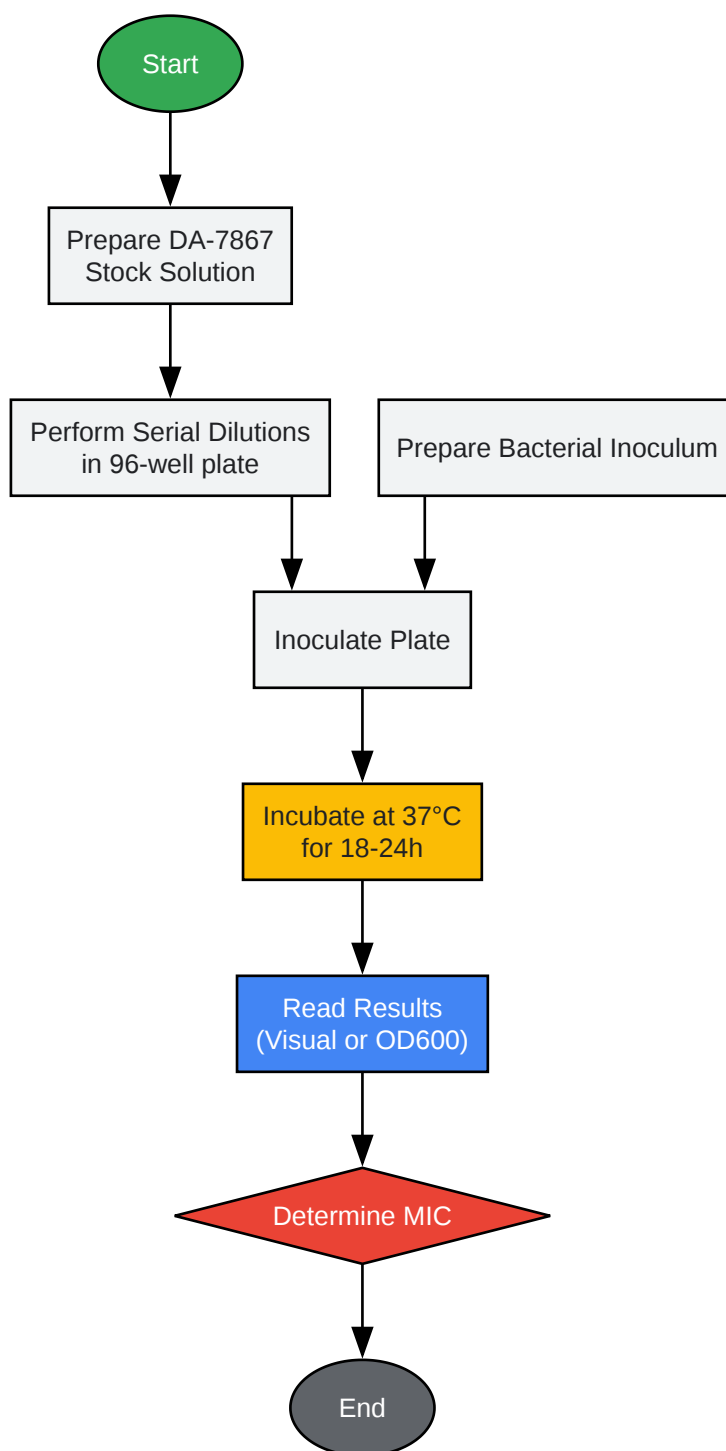 Start
Prepare DA-7867
Stock Solution
Perform Serial Dilutions
in 96-well plate
Prepare Bacterial Inoculum
Inoculate Plate
Incubate at 37°C
for 18-24h
Read Results
(Visual or OD600)
Determine MIC
End